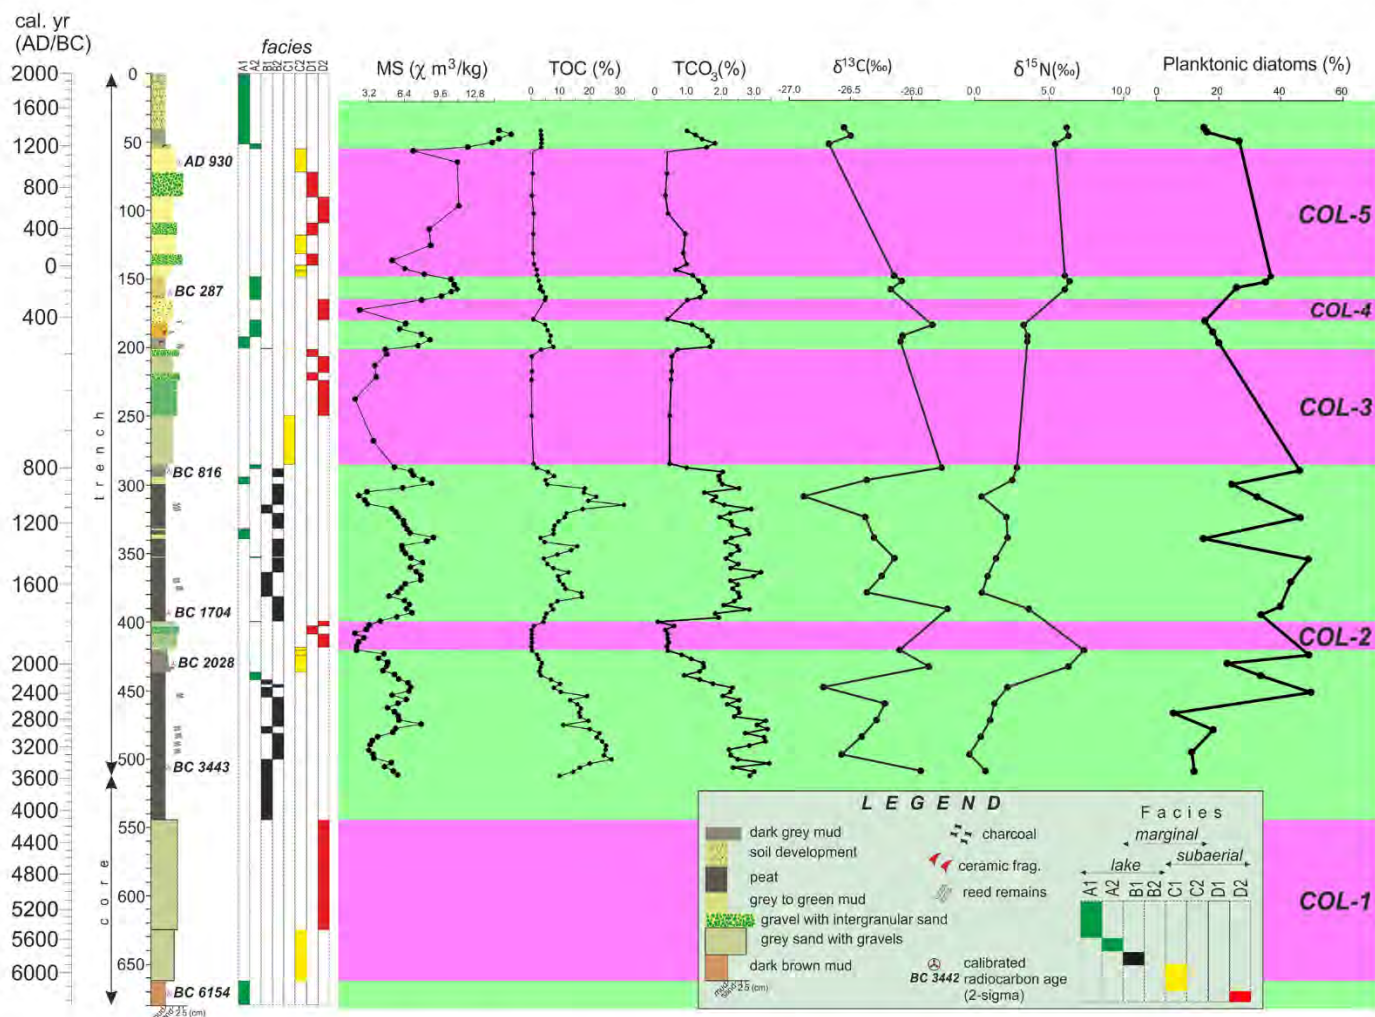 cal. yr
(AD/BC)
facies
A1 A2 B1 B2 C1 C2 D1 D2
MS (χ m3/kg)
3.2 6.4 9.6 12.8
TOC (%)
0 10 20 30
TCO3(%)
0 1.0 2.0 3.0
δ13C(‰)
-27.0 -26.5 -26.0
δ15N(‰)
0.0 5.0 10.0
Planktonic diatoms (%)
0 20 40 60
2000
1600
1200
800
400
0
400
800
1200
1600
2000
2400
2800
3200
3600
4000
4400
4800
5200
5600
6000
trench
core
0
50
100
150
200
250
300
350
400
450
500
550
600
650
AD 930
BC 287
BC 816
BC 1704
BC 2028
BC 3443
BC 6154
2.5 (cm)
COL-5
COL-4
COL-3
COL-2
COL-1
LEGEND
dark grey mud
soil development
peat
grey to green mud
gravel with intergranular sand
grey sand with gravels
dark brown mud
mud
sand
2.5 (cm)
charcoal
ceramic frag.
reed remains
BC 3442
calibrated
radiocarbon age
(2-sigma)
Facies
marginal
subaerial
lake
A1 A2 B1 B2 C1 C2 D1 D2